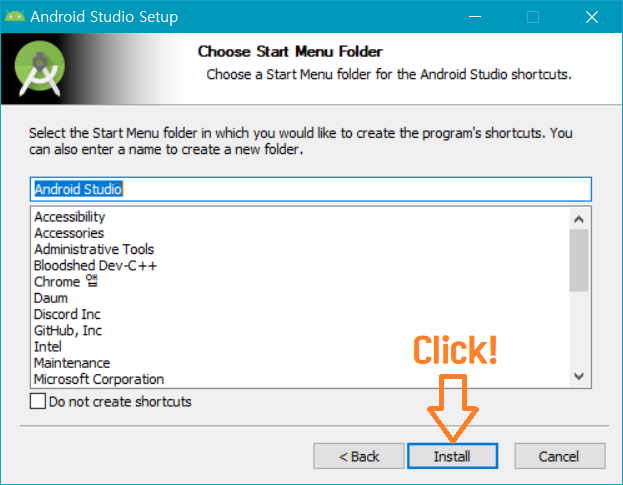 Android Studio Setup
Choose Start Menu Folder
Choose a Start Menu folder for the Android Studio shortcuts.
Select the Start Menu folder in which you would like to create the program's shortcuts. You
can also enter a name to create a new folder.
Android Studio
Accessibility
Accessories
Administrative Tools
Bloodshed Dev-C++
Chrome 앱
Daum
Discord Inc
GitHub, Inc
Intel
Maintenance
Microsoft Corporation
Click!
Do not create shortcuts
< Back
Install
Cancel